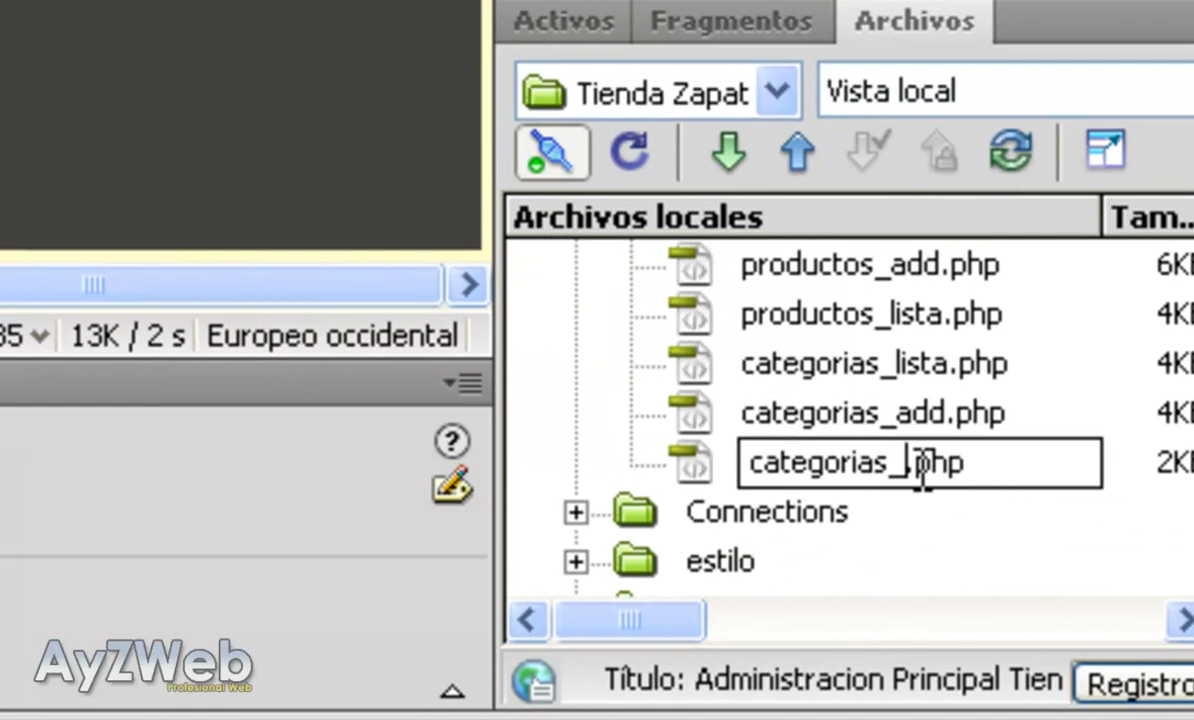 Activos Fragmentos Archivos
Tienda Zapat Vista local
Archivos locales Tam...
productos_add.php 6KE
productos_lista.php 4KE
categorias_lista.php 4KE
categorias_add.php 4KE
categorias_.php 2KE
Connections
estilo
35 13K / 2 s Europeo occidental
?
AyZWeb
Profesional Web
Título: Administracion Principal Tien Registro